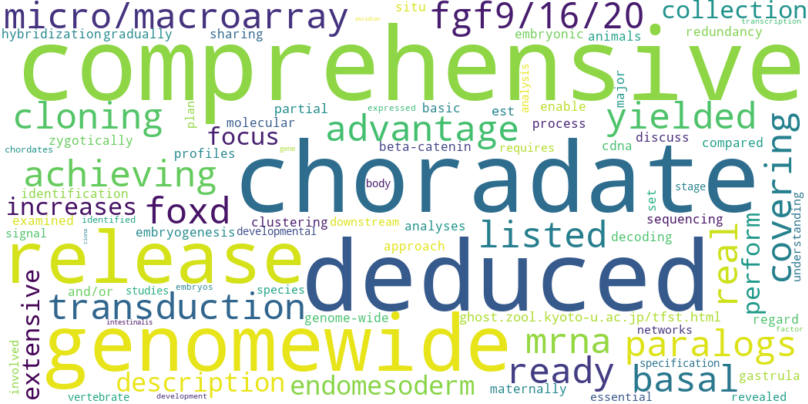 micro/macroarray
fgf9/16/20
situ
collection
hybridization
gradually
sharing
embryonic
animals
redundancy
transcription
ascidian
comprehensive
cloning
plan
partial
expressed
basic
est
analysis
enable
major
yielded
zygotically
molecular
focus
advantage
process
discuss
compared
covering
chordates
profiles
beta-catenin
requires
cdna
identification
gene
achieving
body
choradate
set
stage
increases
foxd
clustering
sequencing
examined
identified
downstream
listed
understanding
signal
embryogenesis
developmental
analyses
decoding
release
approach
real
perform
deduced
and/or
studies
embryos
species
ciona
extensive
transduction
genome-wide
ghost.zool.kyoto-u.ac.jp/tfst.html
regard
intestinalis
networks
factor
genomewide
mrna
paralogs
involved
ready
specification
description
endomesoderm
maternally
basal
gastrula
vertebrate
development
essential
revealed